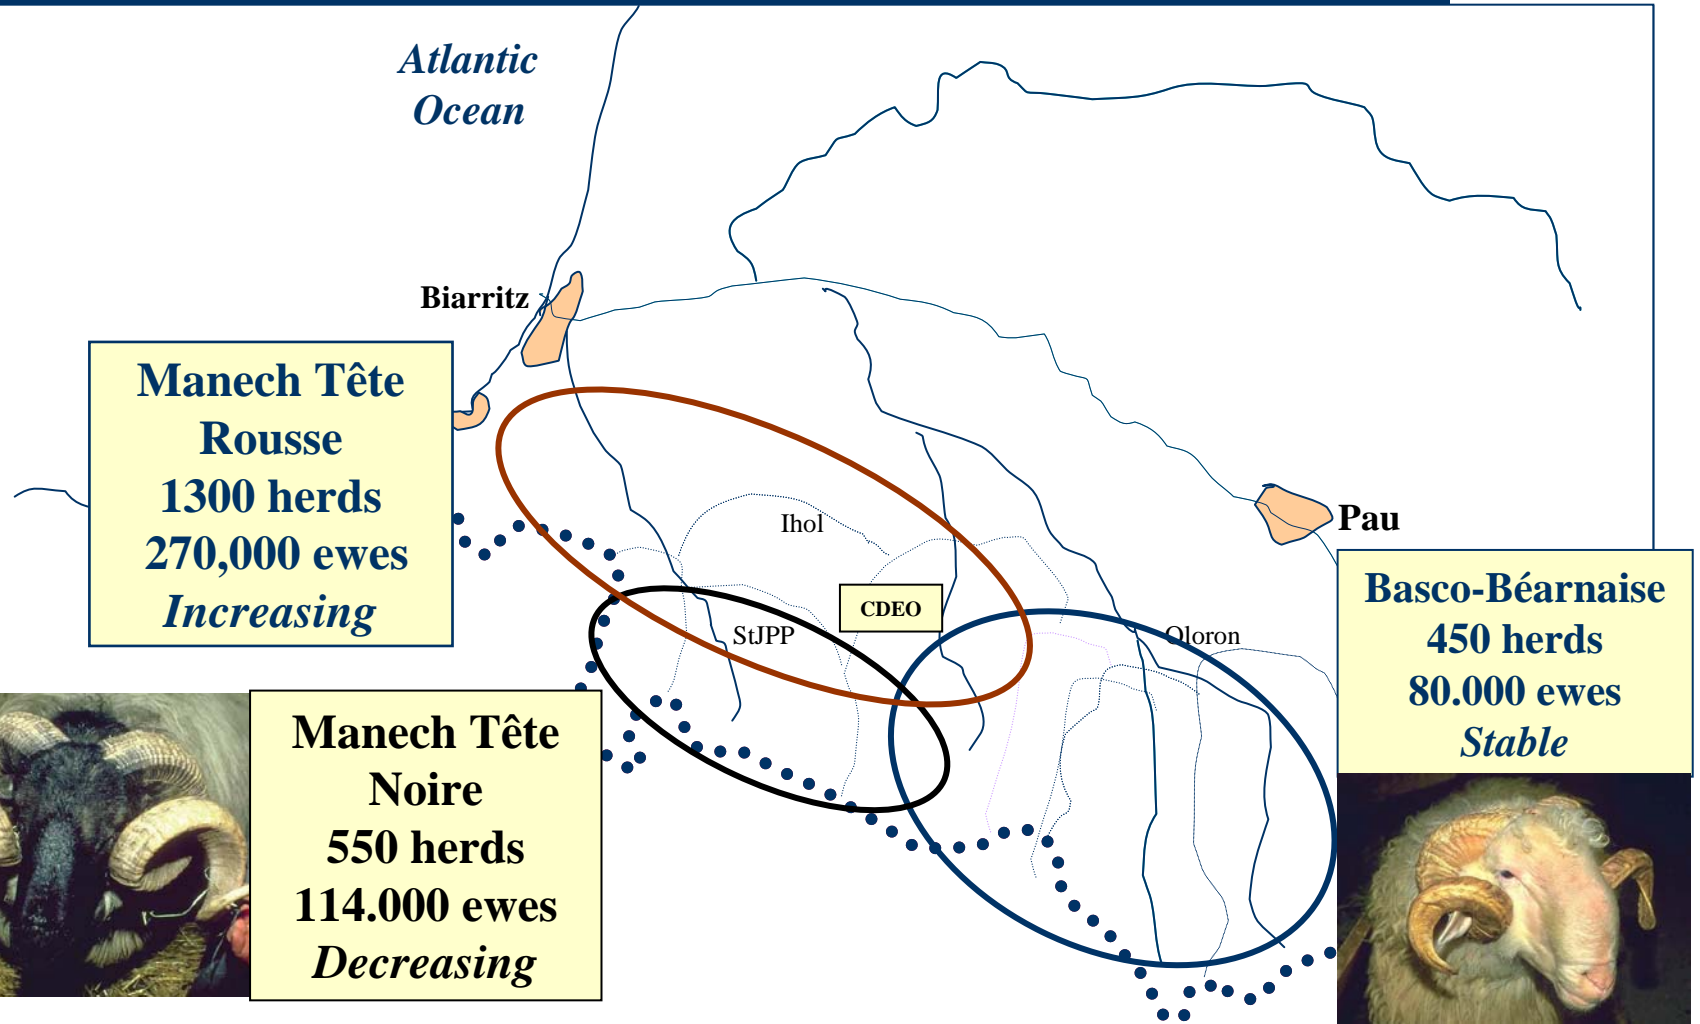 Atlantic
Ocean
Biarritz
Manech Tête
Rousse
1300 herds
270,000 ewes
Increasing
Ihol
Pau
CDEO
StJPP
Oloron
Basco-Béarnaise
450 herds
80.000 ewes
Stable
Manech Tête
Noire
550 herds
114.000 ewes
Decreasing